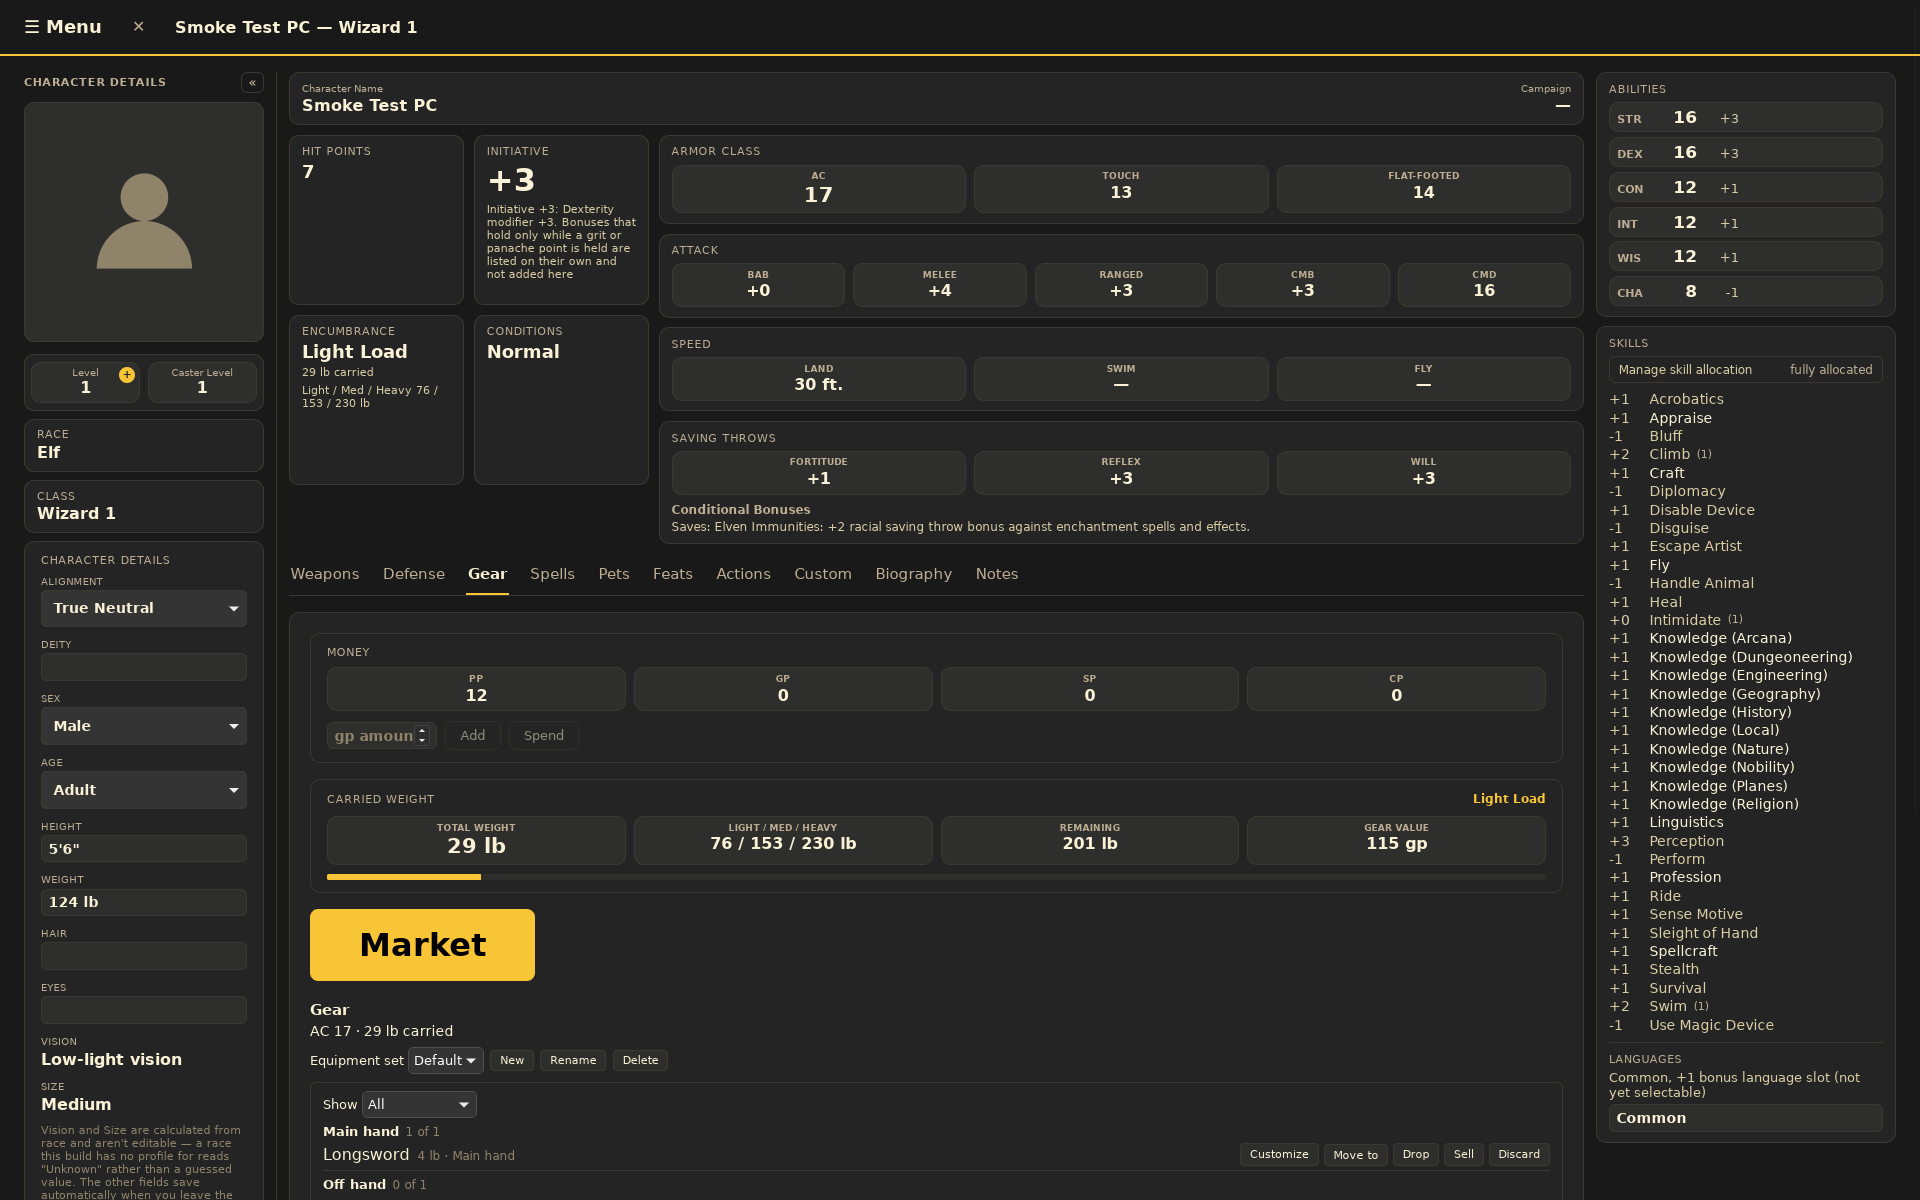 ☰ Menu
✕
Smoke Test PC — Wizard 1
CHARACTER DETAILS
«
Level
1
+
Caster Level
1
RACE
Elf
CLASS
Wizard 1
CHARACTER DETAILS
ALIGNMENT
True Neutral
DEITY
SEX
Male
AGE
Adult
HEIGHT
5'6"
WEIGHT
124 lb
HAIR
EYES
VISION
Low-light vision
SIZE
Medium
Vision and Size are calculated from
race and aren't editable — a race
this build has no profile for reads
"Unknown" rather than a guessed
value. The other fields save
automatically when you leave the
Character Name
Smoke Test PC
Campaign
—
HIT POINTS
7
INITIATIVE
+3
Initiative +3: Dexterity
modifier +3. Bonuses that
hold only while a grit or
panache point is held are
listed on their own and
not added here
ENCUMBRANCE
Light Load
29 lb carried
Light / Med / Heavy 76 /
153 / 230 lb
CONDITIONS
Normal
ARMOR CLASS
AC
17
TOUCH
13
FLAT-FOOTED
14
ATTACK
BAB
+0
MELEE
+4
RANGED
+3
CMB
+3
CMD
16
SPEED
LAND
30 ft.
SWIM
—
FLY
—
SAVING THROWS
FORTITUDE
+1
REFLEX
+3
WILL
+3
Conditional Bonuses
Saves: Elven Immunities: +2 racial saving throw bonus against enchantment spells and effects.
Weapons Defense Gear Spells Pets Feats Actions Custom Biography Notes
MONEY
PP
12
GP
0
SP
0
CP
0
gp amoun
Add
Spend
CARRIED WEIGHT
Light Load
TOTAL WEIGHT
29 lb
LIGHT / MED / HEAVY
76 / 153 / 230 lb
REMAINING
201 lb
GEAR VALUE
115 gp
Market
Gear
AC 17 · 29 lb carried
Equipment set Default New Rename Delete
Show All
Main hand 1 of 1
Longsword 4 lb · Main hand Customize Move to Drop Sell Discard
Off hand 0 of 1
ABILITIES
STR 16 +3
DEX 16 +3
CON 12 +1
INT 12 +1
WIS 12 +1
CHA 8 -1
SKILLS
Manage skill allocation fully allocated
+1 Acrobatics
+1 Appraise
-1 Bluff
+2 Climb (1)
+1 Craft
-1 Diplomacy
+1 Disable Device
-1 Disguise
+1 Escape Artist
+1 Fly
-1 Handle Animal
+1 Heal
+0 Intimidate (1)
+1 Knowledge (Arcana)
+1 Knowledge (Dungeoneering)
+1 Knowledge (Engineering)
+1 Knowledge (Geography)
+1 Knowledge (History)
+1 Knowledge (Local)
+1 Knowledge (Nature)
+1 Knowledge (Nobility)
+1 Knowledge (Planes)
+1 Knowledge (Religion)
+1 Linguistics
+3 Perception
-1 Perform
+1 Profession
+1 Ride
+1 Sense Motive
+1 Sleight of Hand
+1 Spellcraft
+1 Stealth
+1 Survival
+2 Swim (1)
-1 Use Magic Device
LANGUAGES
Common, +1 bonus language slot (not
yet selectable)
Common